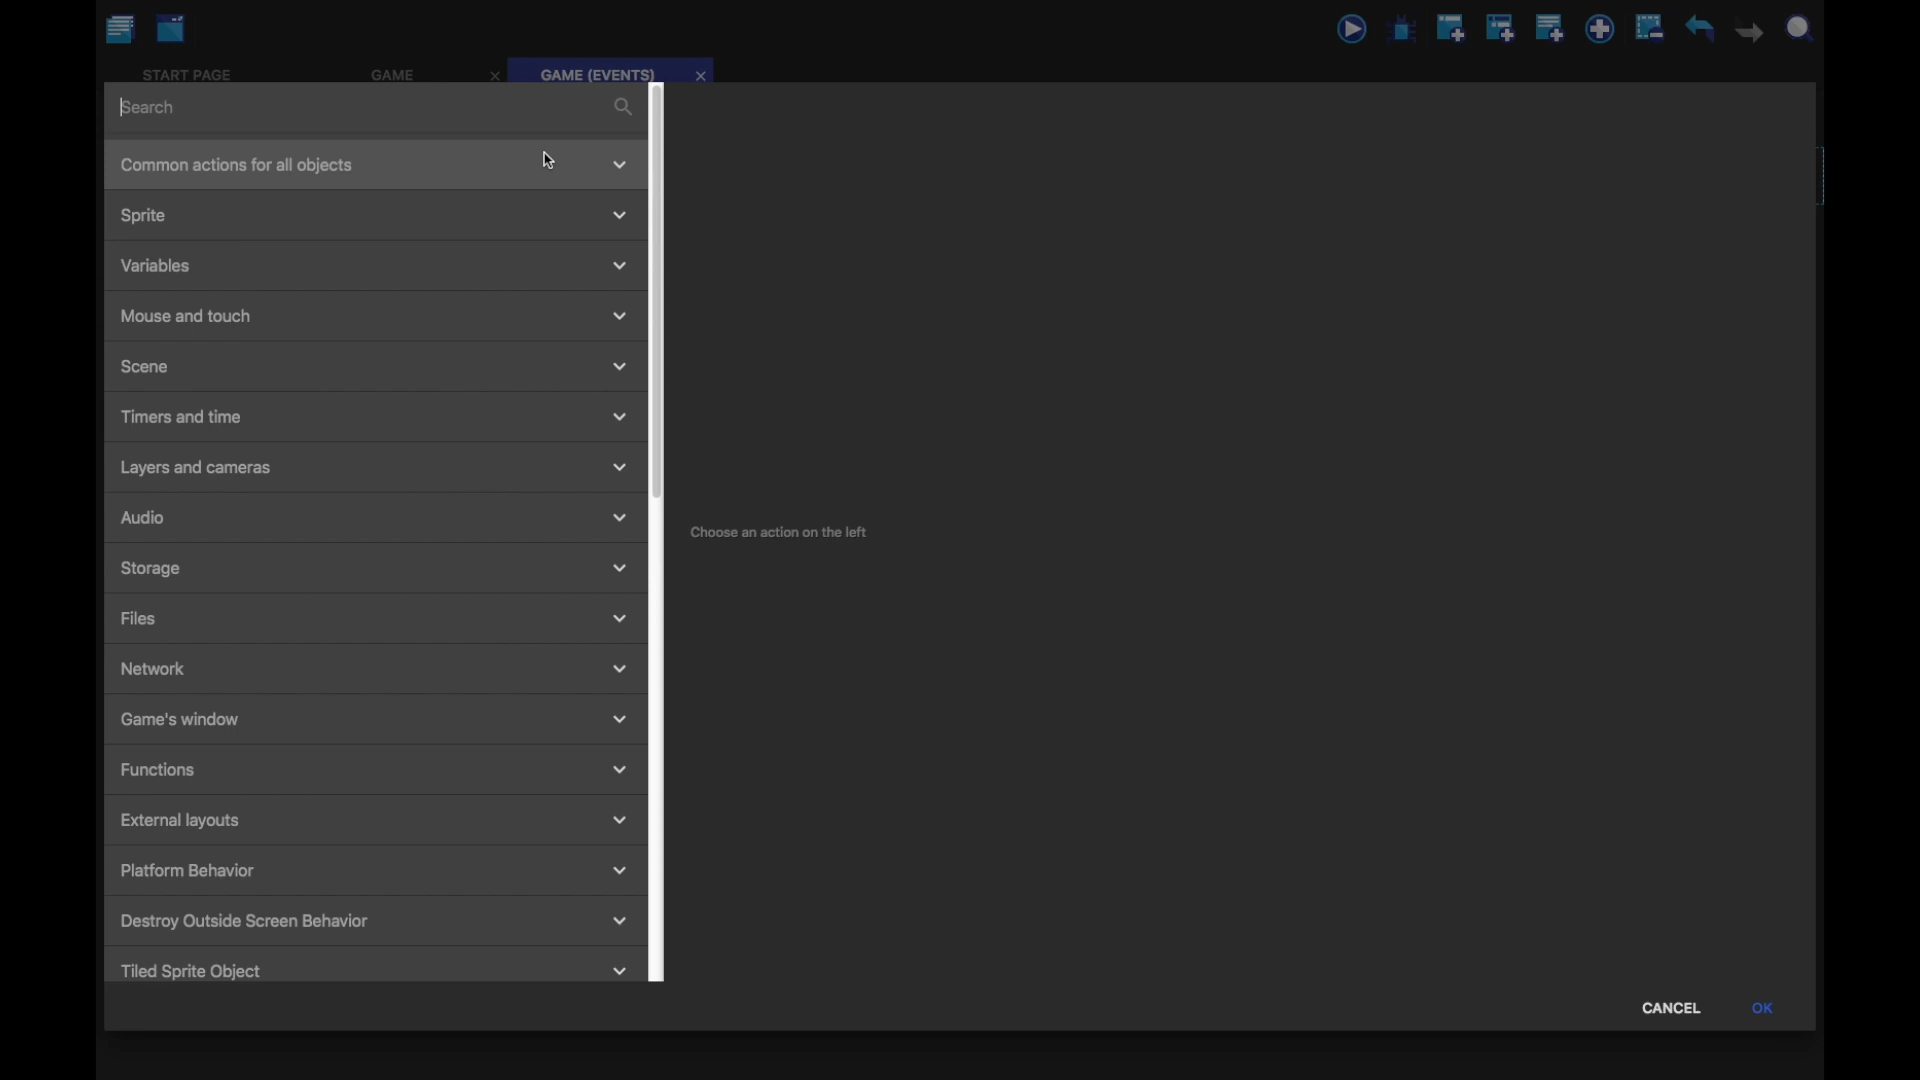 START PAGE
GAME
GAME (EVENTS)
Search
Common actions for all objects
Sprite
Variables
Mouse and touch
Scene
Timers and time
Layers and cameras
Audio
Storage
Files
Network
Game's window
Functions
External layouts
Platform Behavior
Destroy Outside Screen Behavior
Tiled Sprite Object
Choose an action on the left
CANCEL
OK